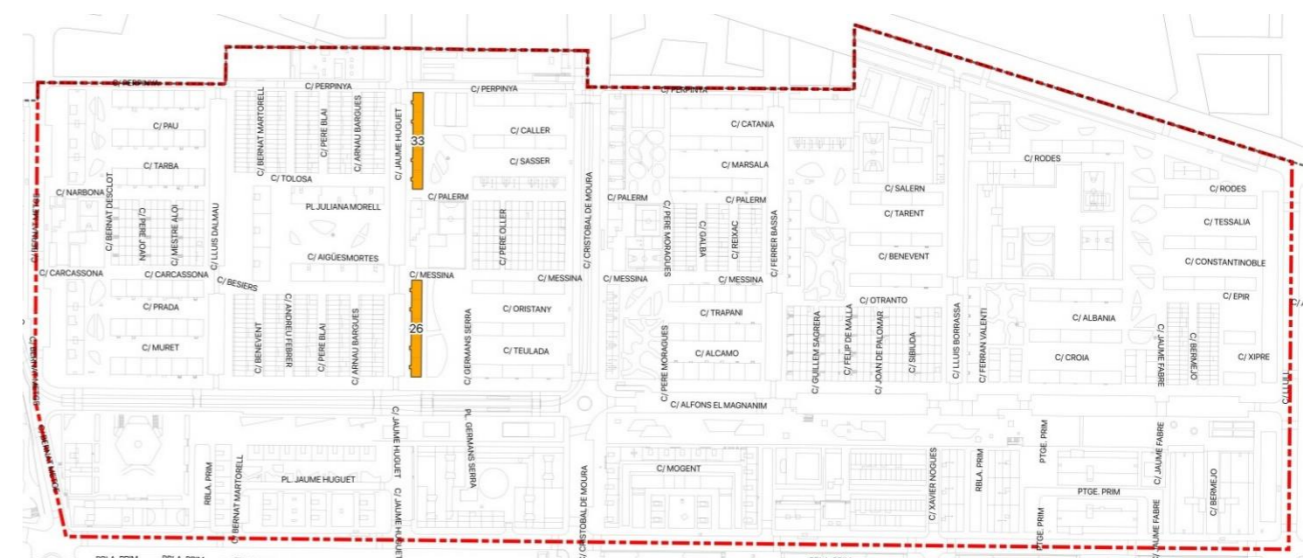 C/ PERPINYA
C/ PERPINYA
C/ PERPINYA
C/ PERPINYA
C/ PAU
C/ BERNAT MARTORELL
C/ PERE BLAI
C/ ARNAU BARGUES
C/ JAUME HUGUET
33
C/ CALLER
C/ CATANIA
C/ TARBA
C/ SASSER
C/ MARSALA
C/ RODES
C/ TOLOSA
C/ NARBONA
C/ BERNAT DESCLOT
C/ PALERM
C/ PALERM
C/ PALERM
C/ SALERN
C/ RODES
C/ PERE JOAN
C/ MESTRE ALOI
C/ LLUIS DALMAU
PL.JULIANA MORELL
C/ PERE OLLER
C/ CRISTOBAL DE MOURA
C/ PERE MORAGUES
C/ GALBA
C/ REIXAC
C/ FERRER BASSA
C/ TARENT
C/ TESSALIA
C/ AIGÜESMORTES
C/ BENEVENT
C/ CONSTANTINOBLE
C/ CARCASSONA
C/ CARCASSONA
C/ BESIERS
C/ MESSINA
C/ MESSINA
C/ MESSINA
C/ MESSINA
C/ EPIR
C/ PRADA
C/ ORISTANY
C/ TRAPANI
C/ OTRANTO
C/ ALBANIA
C/ BENEVENT
C/ ANDREU FEBRER
C/ PERE BLAI
C/ ARNAU BARGUES
26
C/ GERMANS SERRA
C/ MURET
C/ TEULADA
C/ PERE MORAGUES
C/ ALCAMO
C/ GUILLEM SAGRERA
C/ FELIP DE MALLA
C/ JOAN DE PALOMAR
C/ SIBIUDA
C/ LLUIS BORRASSA
C/ FERRAN VALENTI
C/ CROIA
C/ JAUME FABRE
C/ BERMEJO
C/ XIPRE
C/ LLULL
C/ ALFONS EL MAGNANIM
RBLA. PRIM
C/ BERNAT MARTORELL
PL. JAUME HUGUET
C/ JAUME HUGUET
C/ JAUME HUGUET
PL. GERMANS SERRA
C/ CRISTOBAL DE MOURA
C/ MOGENT
C/ XAVIER NOGUES
RBLA. PRIM
PTGE. PRIM
PTGE. PRIM
PTGE. PRIM
C/ JAUME FABRE
C/ JAUME FABRE
C/ BERMEJO
RBLA. PRIM
RBLA. PRIM